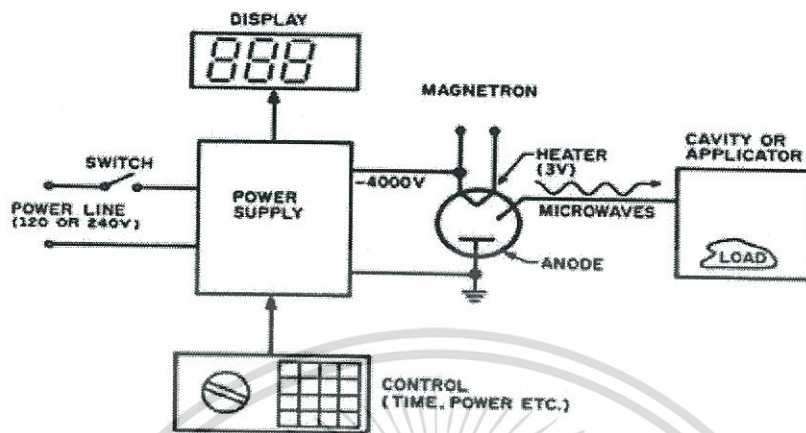 DISPLAY
888
MAGNETRON
SWITCH
POWER LINE
(120 OR 240V)
POWER
SUPPLY
-4000V
HEATER
(3V)
MICROWAVES
ANODE
CAVITY OR
APPLICATOR
LOAD
CONTROL
(TIME, POWER ETC.)